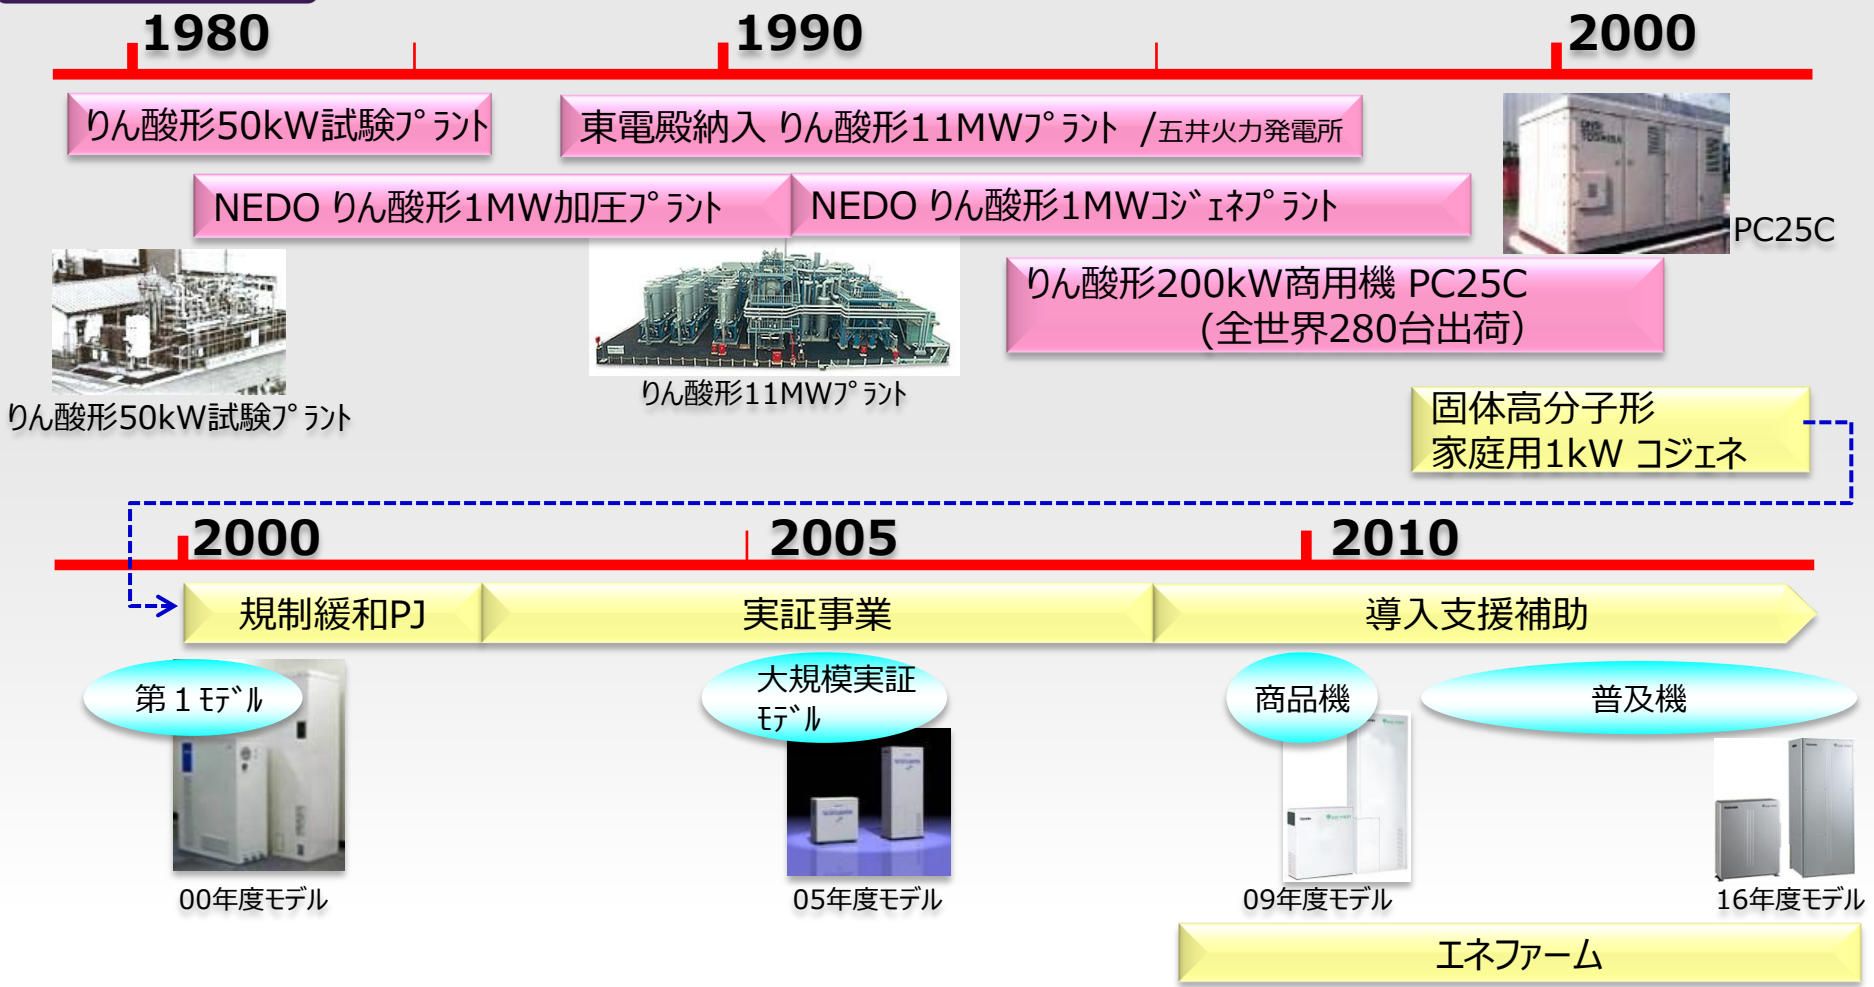 1980
1990
2000
りん酸形50kW試験ﾌﾟﾗﾝﾄ
東電殿納入 りん酸形11MWﾌﾟﾗﾝﾄ /五井火力発電所
NEDO りん酸形1MW加圧ﾌﾟﾗﾝﾄ
NEDO りん酸形1MWｺｼﾞｪﾈﾌﾟﾗﾝﾄ
ONSI
TOSHIBA
PC25C
りん酸形200kW商用機 PC25C
(全世界280台出荷）
りん酸形50kW試験ﾌﾟﾗﾝﾄ
りん酸形11MWﾌﾟﾗﾝﾄ
固体高分子形
家庭用1kW コジェネ
2000
2005
2010
規制緩和PJ
実証事業
導入支援補助
第１ﾓﾃﾞﾙ
大規模実証
ﾓﾃﾞﾙ
商品機
普及機
00年度モデル
05年度モデル
09年度モデル
16年度モデル
エネファーム